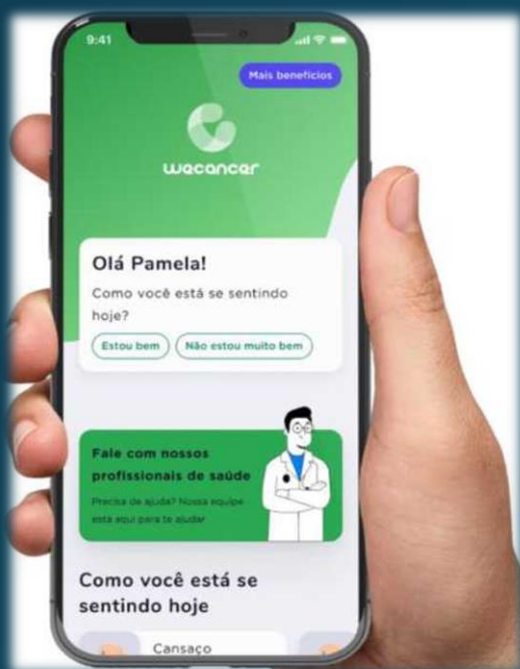 9:41
Mais benefícios
wecancer
Olá Pamela!
Como você está se sentindo
hoje?
Estou bem
Não estou muito bem
Fale com nossos
profissionais de saúde
Precisa de ajuda? Nossa equipe
está aqui para te ajudar
Como você está se
sentindo hoje
Cansaço